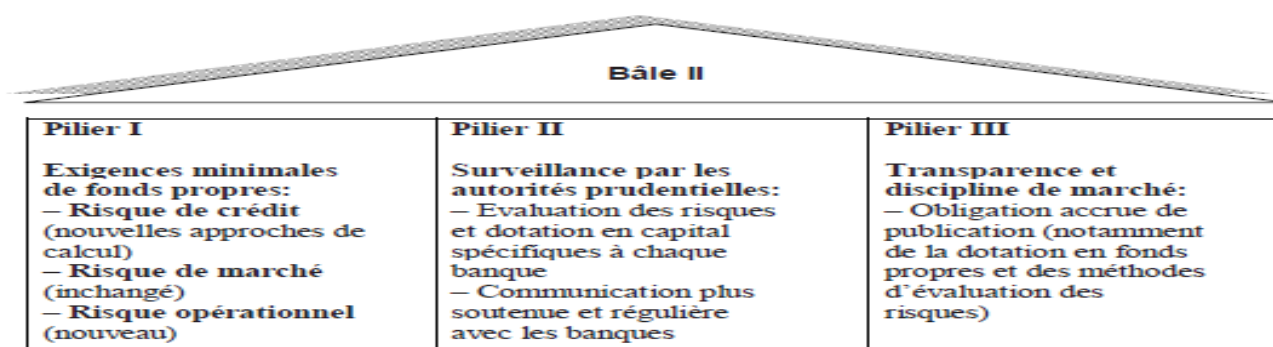 Bâle II
Pilier I
Exigences minimales
de fonds propres:
– Risque de crédit
(nouvelles approches de
calcul)
– Risque de marché
(inchangé)
– Risque opérationnel
(nouveau)
Pilier II
Surveillance par les
autorités prudentielles:
– Evaluation des risques
et dotation en capital
spécifiques à chaque
banque
– Communication plus
soutenue et régulière
avec les banques
Pilier III
Transparence et
discipline de marché:
– Obligation accrue de
publication (notamment
de la dotation en fonds
propres et des méthodes
d’évaluation des
risques)